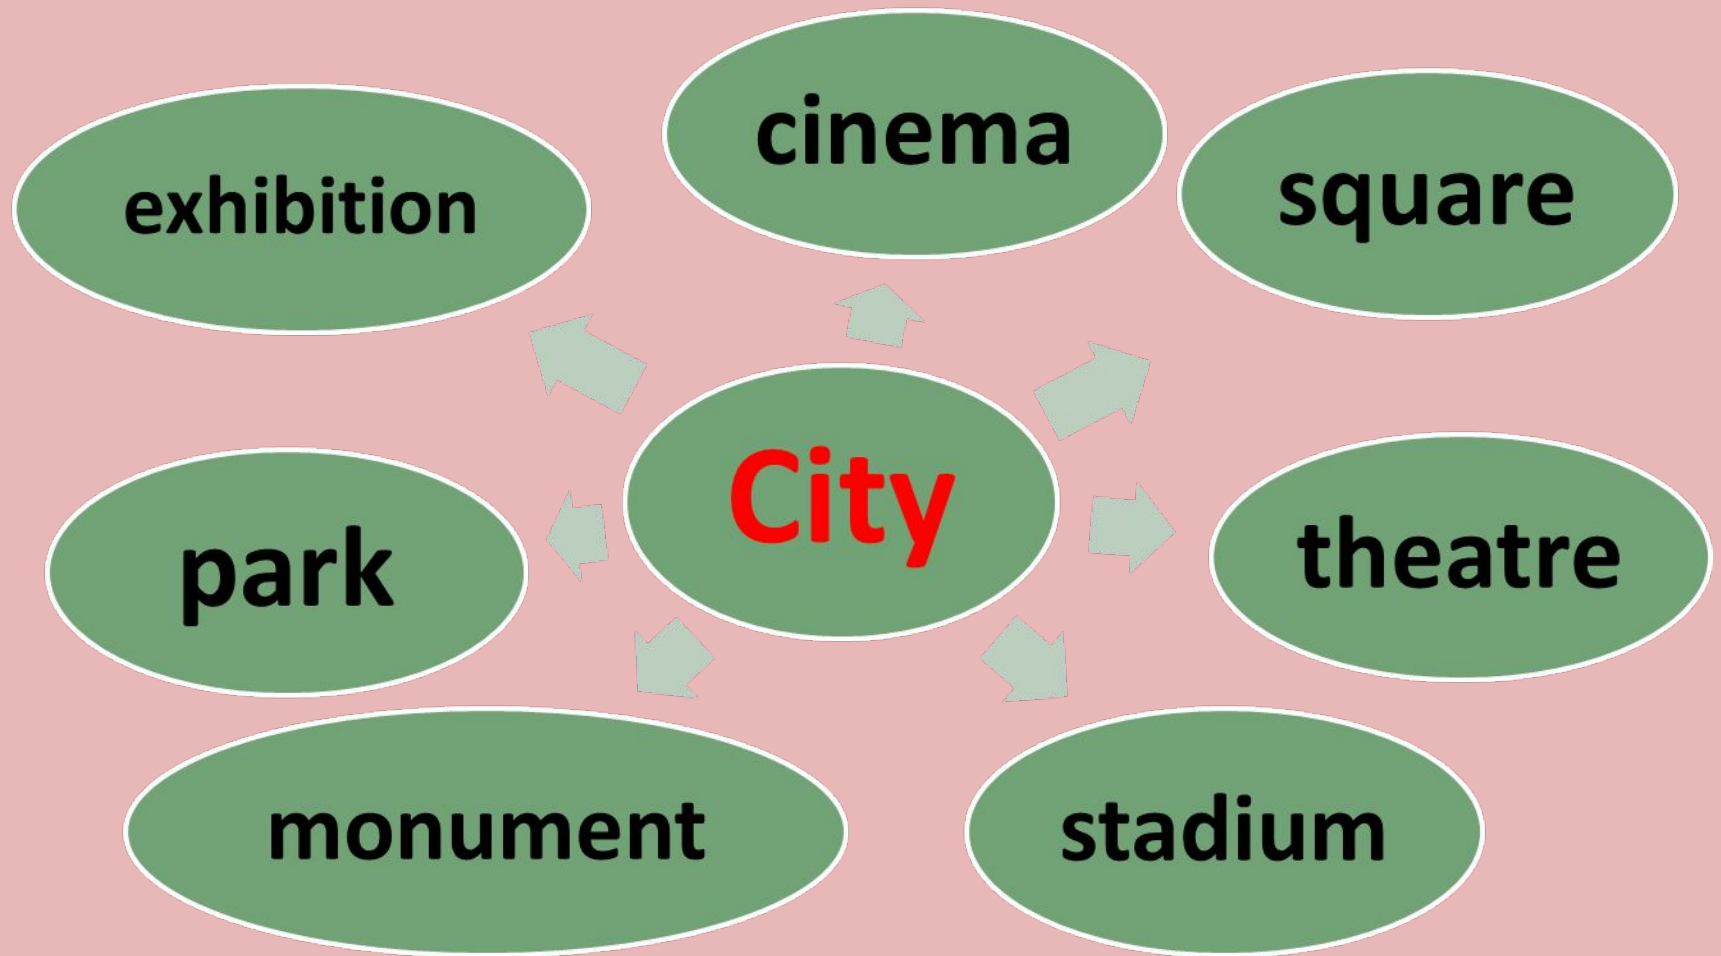 cinema
exhibition
square
City
park
theatre
monument
stadium